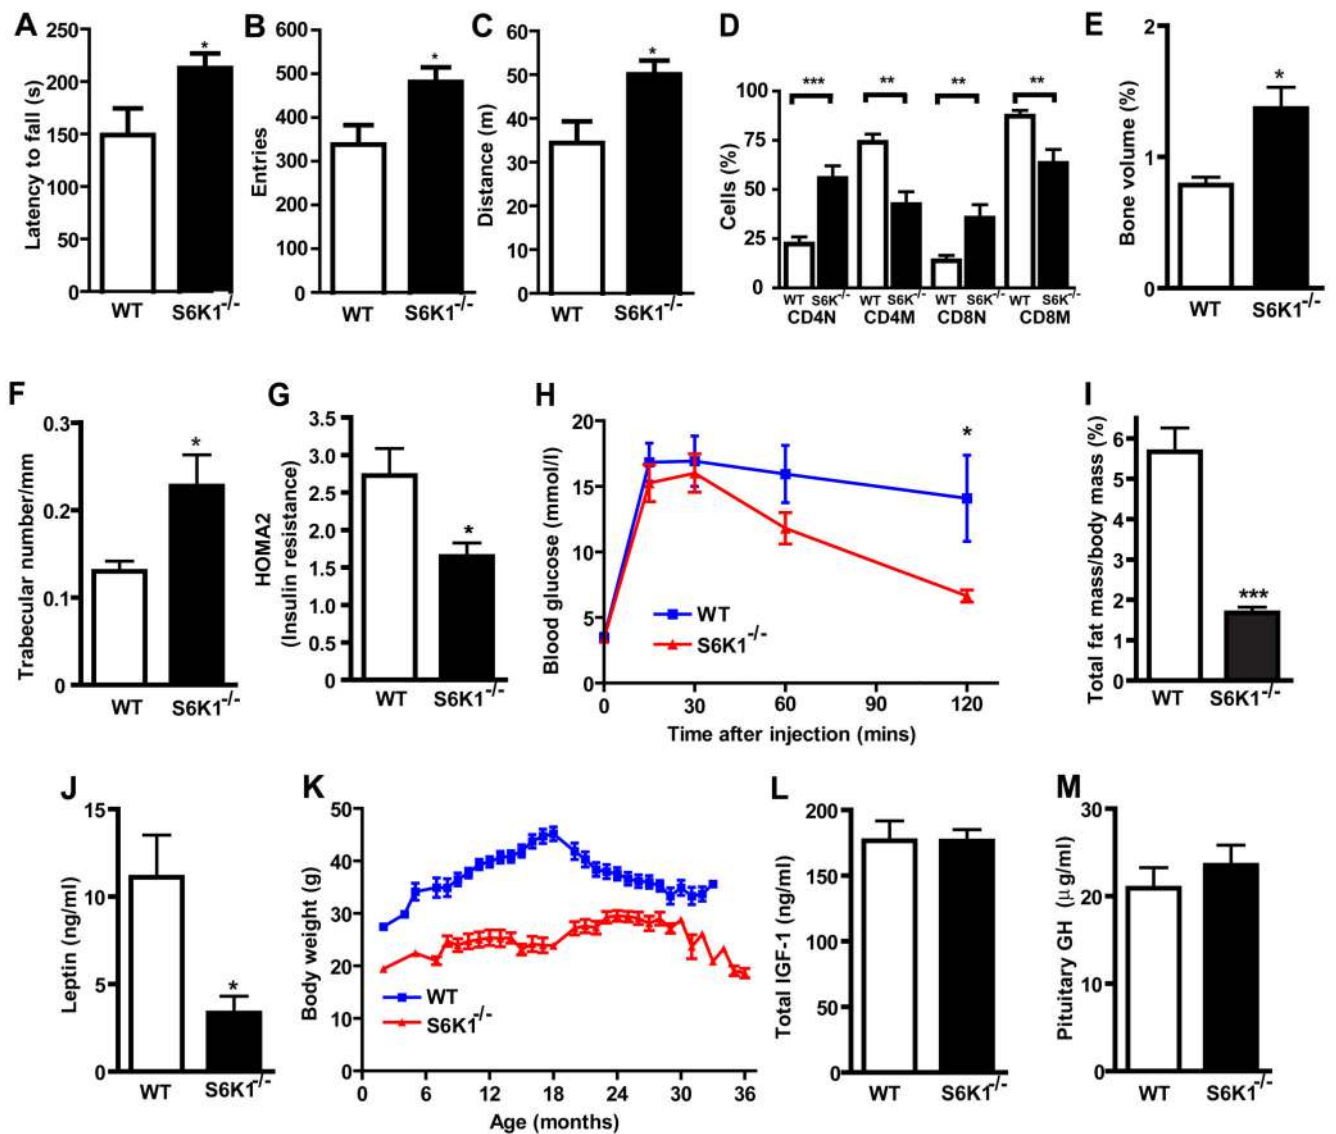 A
Latency to fall (s)
250
200
150
100
50
0
*
WT S6K1-/-
B
Entries
600
500
400
300
200
100
0
*
WT S6K1-/-
C
Distance (m)
60
50
40
30
20
10
0
*
WT S6K1-/-
D
Cells (%)
100
75
50
25
0
*** ** ** **
WT S6K-/- WT S6K-/- WT S6K-/- WT S6K-/-
CD4N CD4M CD8N CD8M
E
Bone volume (%)
2
1
0
*
WT S6K1-/-
F
Trabecular number/mm
0.3
0.2
0.1
0
*
WT S6K1-/-
G
HOMA2
(Insulin resistance)
3.5
3.0
2.5
2.0
1.5
1.0
0.5
0
*
WT S6K1-/-
H
Blood glucose (mmol/l)
20
15
10
5
0
*
WT
S6K1-/-
0 30 60 90 120
Time after injection (mins)
I
Total fat mass/body mass (%)
6
5
4
3
2
1
0
***
WT S6K1-/-
J
Leptin (ng/ml)
15
10
5
0
*
WT S6K1-/-
K
Body weight (g)
50
40
30
20
10
0
WT
S6K1-/-
0 6 12 18 24 30 36
Age (months)
L
Total IGF-1 (ng/ml)
200
150
100
50
0
WT S6K1-/-
M
Pituitary GH (μg/ml)
30
20
10
0
WT S6K1-/-